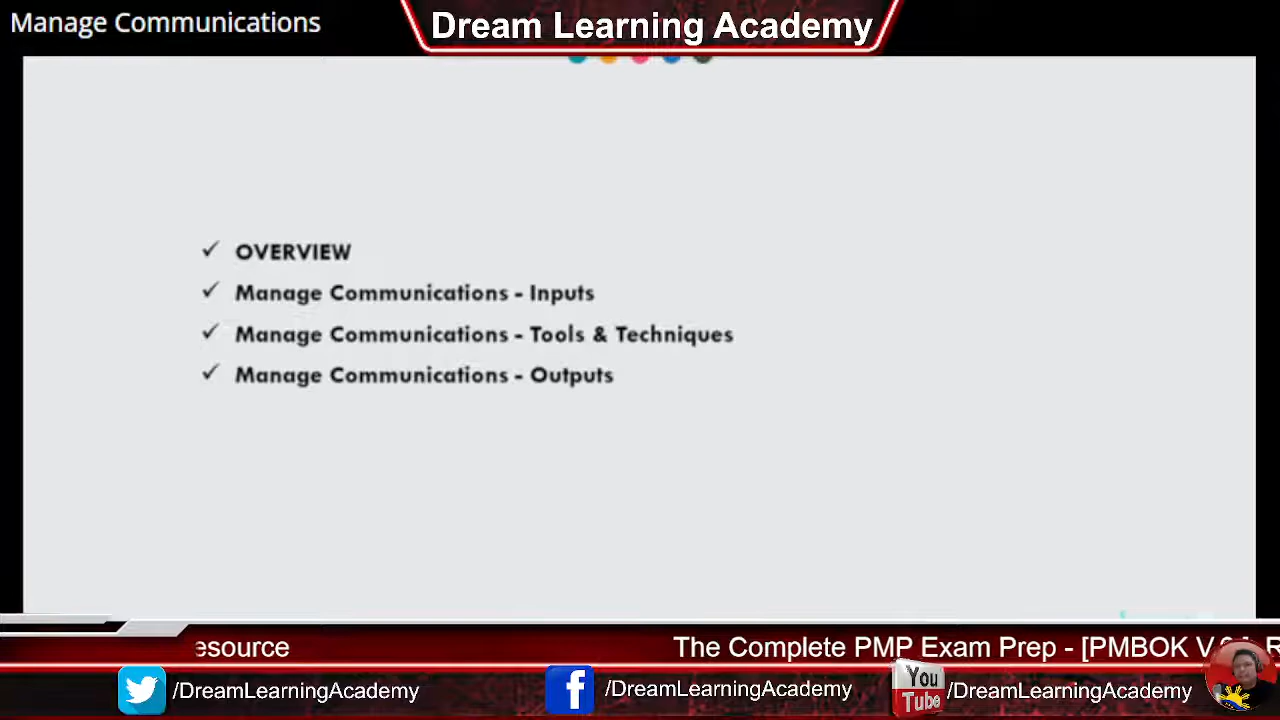 Manage Communications
Dream Learning Academy
✓ OVERVIEW
✓ Manage Communications - Inputs
✓ Manage Communications - Tools & Techniques
✓ Manage Communications - Outputs
esource The Complete PMP Exam Prep - [PMBOK V.
/DreamLearningAcademy
/DreamLearningAcademy
You Tube /DreamLearningAcademy